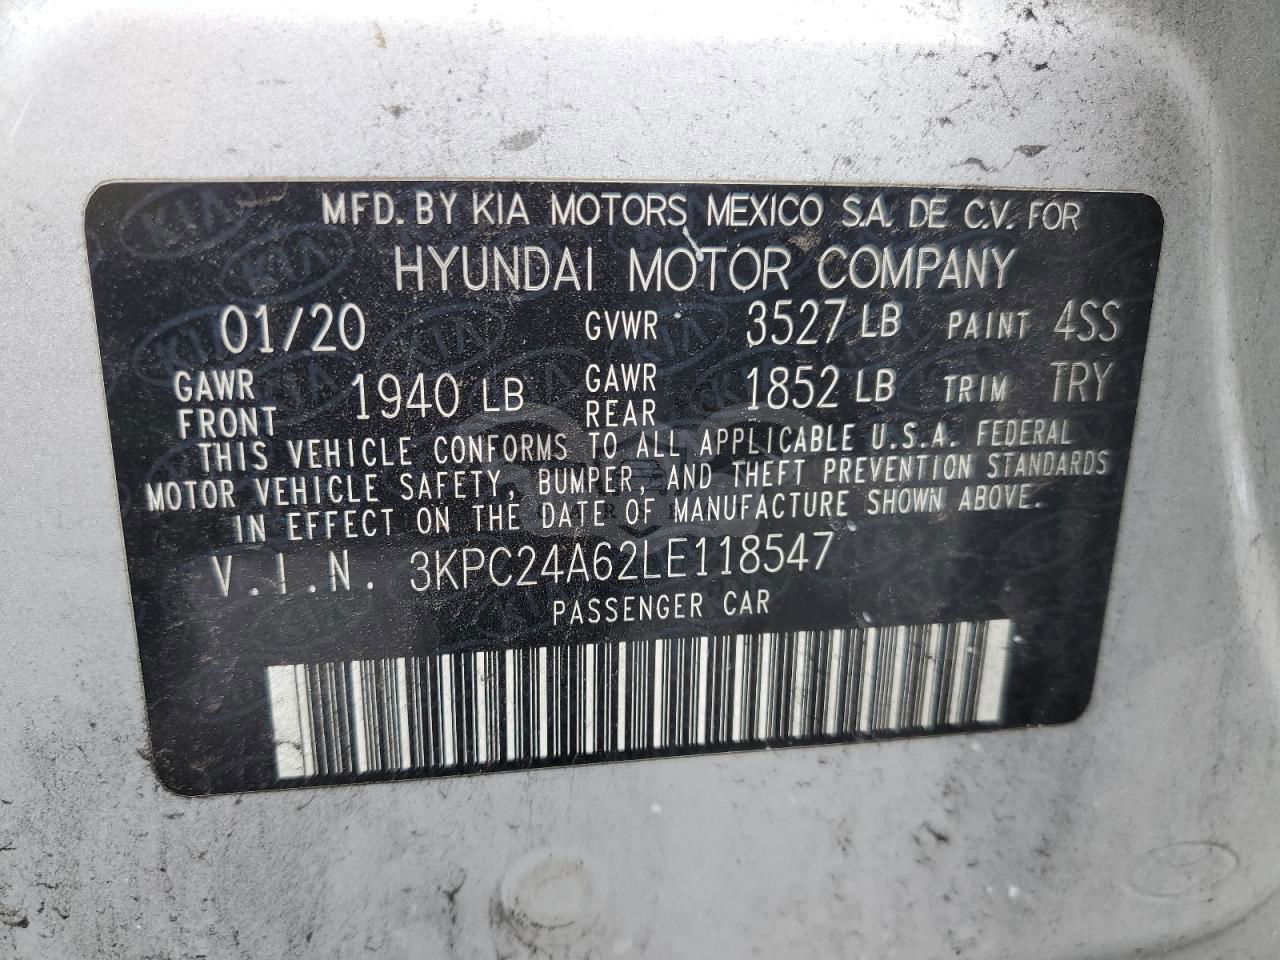 MFD. BY KIA MOTORS MEXICO S.A. DE C.V. FOR
HYUNDAI MOTOR COMPANY
01/20 GVWR 3527 LB PAINT 4SS
GAWR FRONT 1940 LB GAWR REAR 1852 LB TRIM TRY
THIS VEHICLE CONFORMS TO ALL APPLICABLE U.S.A. FEDERAL
MOTOR VEHICLE SAFETY, BUMPER, AND THEFT PREVENTION STANDARDS
IN EFFECT ON THE DATE OF MANUFACTURE SHOWN ABOVE.
V.I.N. 3KPC24A62LE118547
PASSENGER CAR